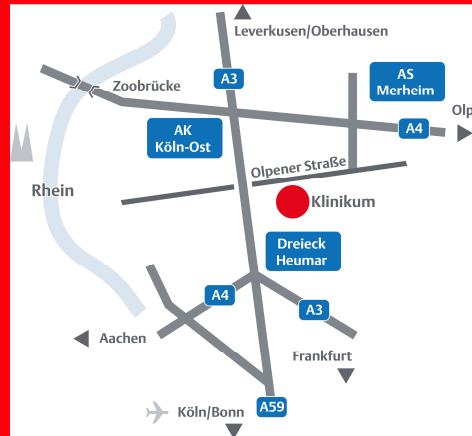 Leverkusen/Oberhausen
A3
Zoobrücke
AS
Merheim
Olp
A4
AK
Köln-Ost
Olpener Straße
Rhein
Klinikum
Dreieck
Heumar
A4
A3
Aachen
Frankfurt
Köln/Bonn
A59